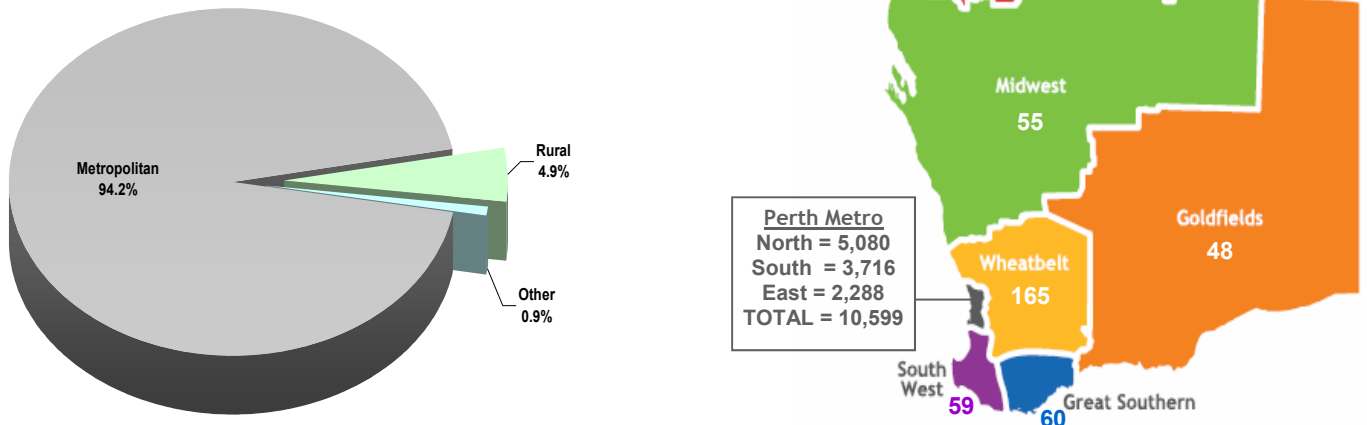 Metropolitan
94.2%
Rural
4.9%
Other
0.9%
Midwest
55
Goldfields
48
Perth Metro
North = 5,080
South = 3,716
East = 2,288
TOTAL = 10,599
Wheatbelt
165
South
West
59
Great Southern
60